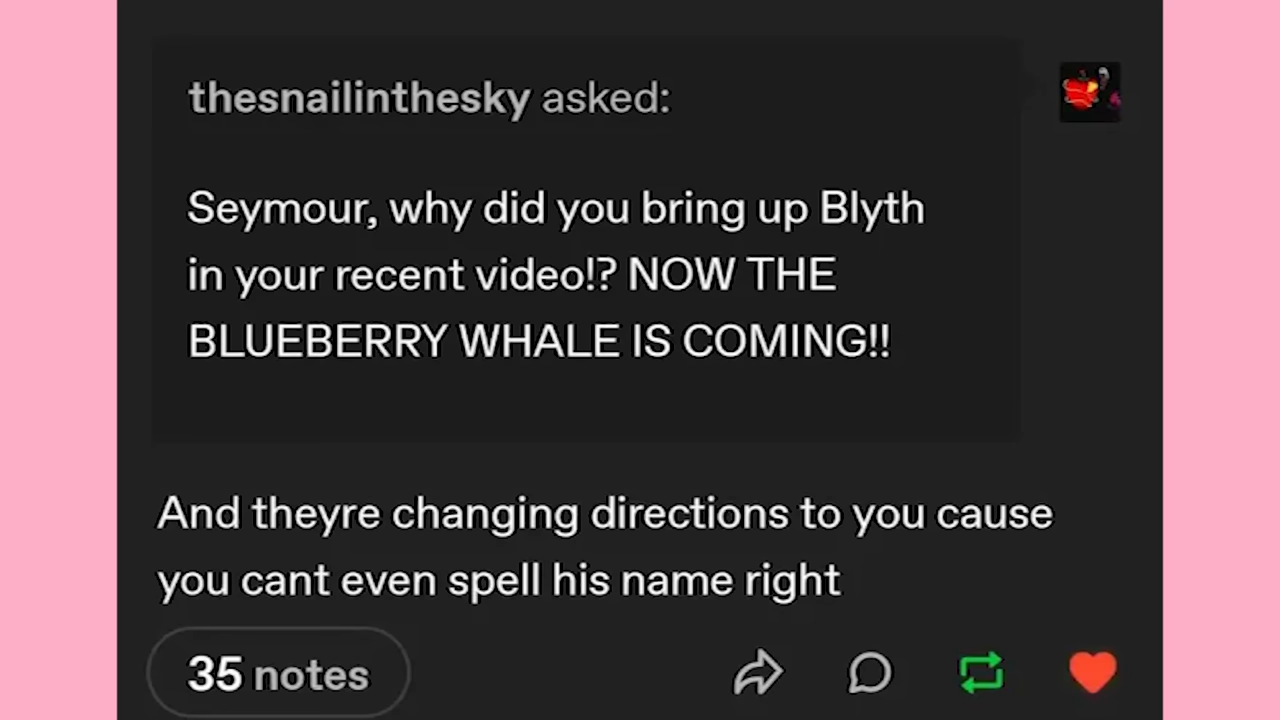 thesnailinthesky asked:
Seymour, why did you bring up Blyth
in your recent video!? NOW THE
BLUEBERRY WHALE IS COMING!!
And theyre changing directions to you cause
you cant even spell his name right
35 notes